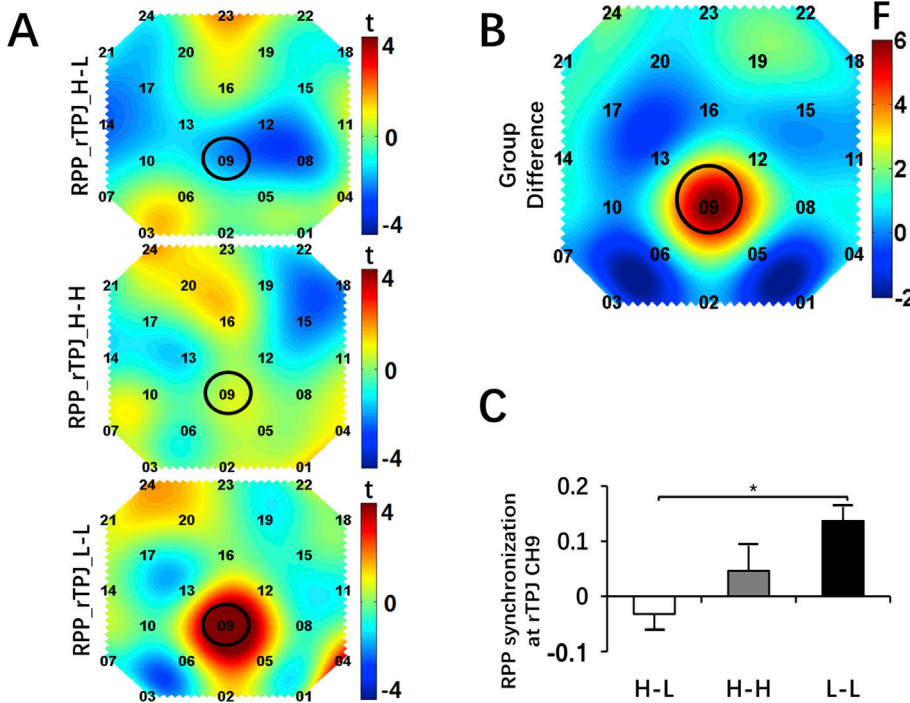 A
RPP_rTPJ_H-L
24 23 22
21 20 19 18
17 16 15
14 13 12 11
10 09 08
07 06 05 04
03 02 01
t
4
0
-4
RPP_rTPJ_H-H
24 23 22
21 20 19 18
17 16 15
14 13 12 11
10 09 08
07 06 05 04
03 02 01
t
4
0
-4
RPP_rTPJ_L-L
24 23 22
21 20 19 18
17 16 15
14 13 12 11
10 09 08
07 06 05 04
03 02 01
t
4
0
-4
B
Group
Difference
24 23 22
21 20 19 18
17 16 15
14 13 12 11
10 09 08
07 06 05 04
03 02 01
F
6
4
2
0
-2
C
RPP synchronization
at rTPJ CH9
0.2
0.1
0
-0.1
*
H-L H-H L-L